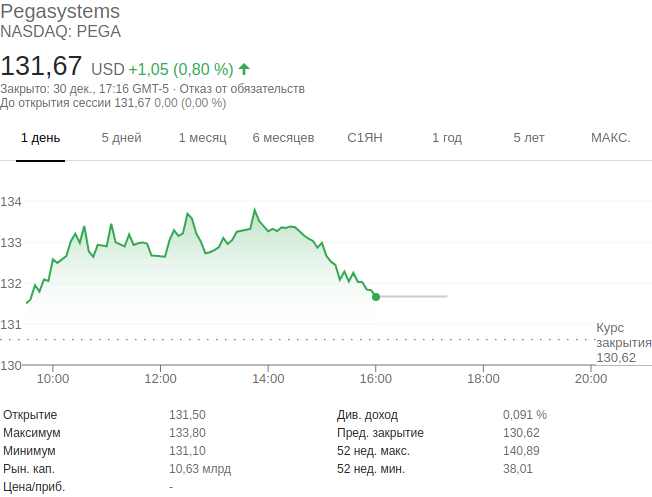 Pegasystems
NASDAQ: PEGA
131,67 USD +1,05 (0,80 %)
Закрыто: 30 дек., 17:16 GMT-5 · Отказ от обязательств
До открытия сессии 131,67 0,00 (0,00 %)
1 день 5 дней 1 месяц 6 месяцев С1ЯН 1 год 5 лет МАКС.
134
133
132
131
Курс
закрытия
130,62
130
10:00 12:00 14:00 16:00 18:00 20:00
Открытие 131,50 Див. доход 0,091 %
Максимум 133,80 Пред. закрытие 130,62
Минимум 131,10 52 нед. макс. 140,89
Рын. кап. 10,63 млрд 52 нед. мин. 38,01
Цена/приб. -